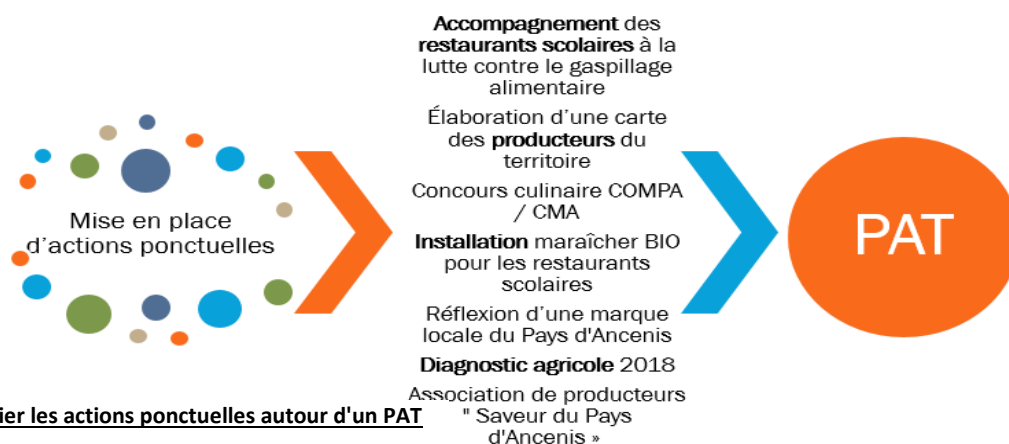 Mise en place
d'actions ponctuelles
Accompagnement des
restaurants scolaires à la
lutte contre le gaspillage
alimentaire
Élaboration d'une carte
des producteurs du
territoire
Concours culinaire COMPA
/ CMA
Installation maraîcher BIO
pour les restaurants
scolaires
Réflexion d'une marque
locale du Pays d'Ancenis
Diagnostic agricole 2018
Association de producteurs
" Saveur du Pays
d'Ancenis »
PAT
ier les actions ponctuelles autour d'un PAT